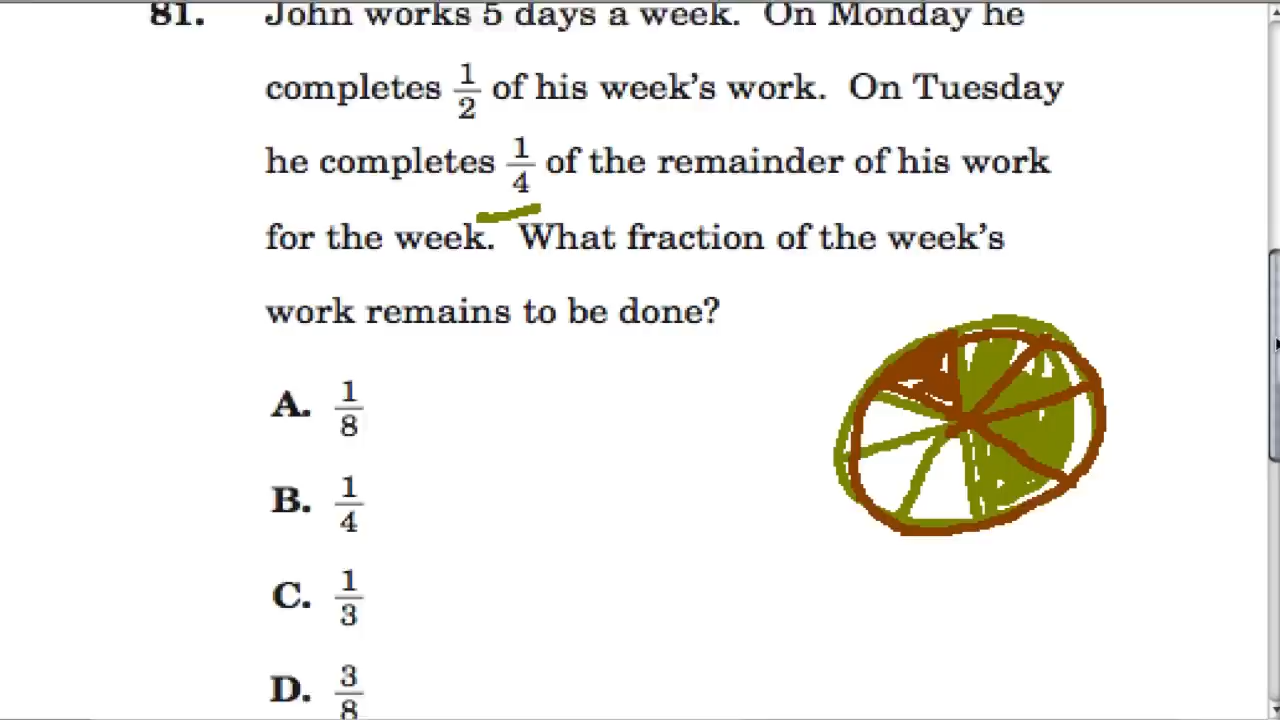 81. John works 5 days a week. On Monday he
completes 1/2 of his week's work. On Tuesday
he completes 1/4 of the remainder of his work
for the week. What fraction of the week's
work remains to be done?
A. 1/8
B. 1/4
C. 1/3
D. 3/8